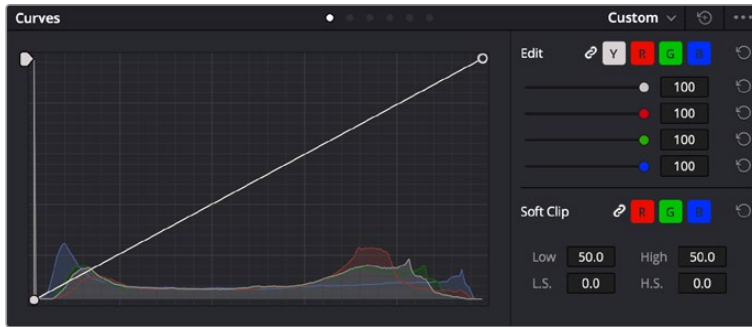 Curves Custom
Edit Y R G B
100
100
100
100
Soft Clip R G B
Low 50.0 High 50.0
L.S. 0.0 H.S. 0.0